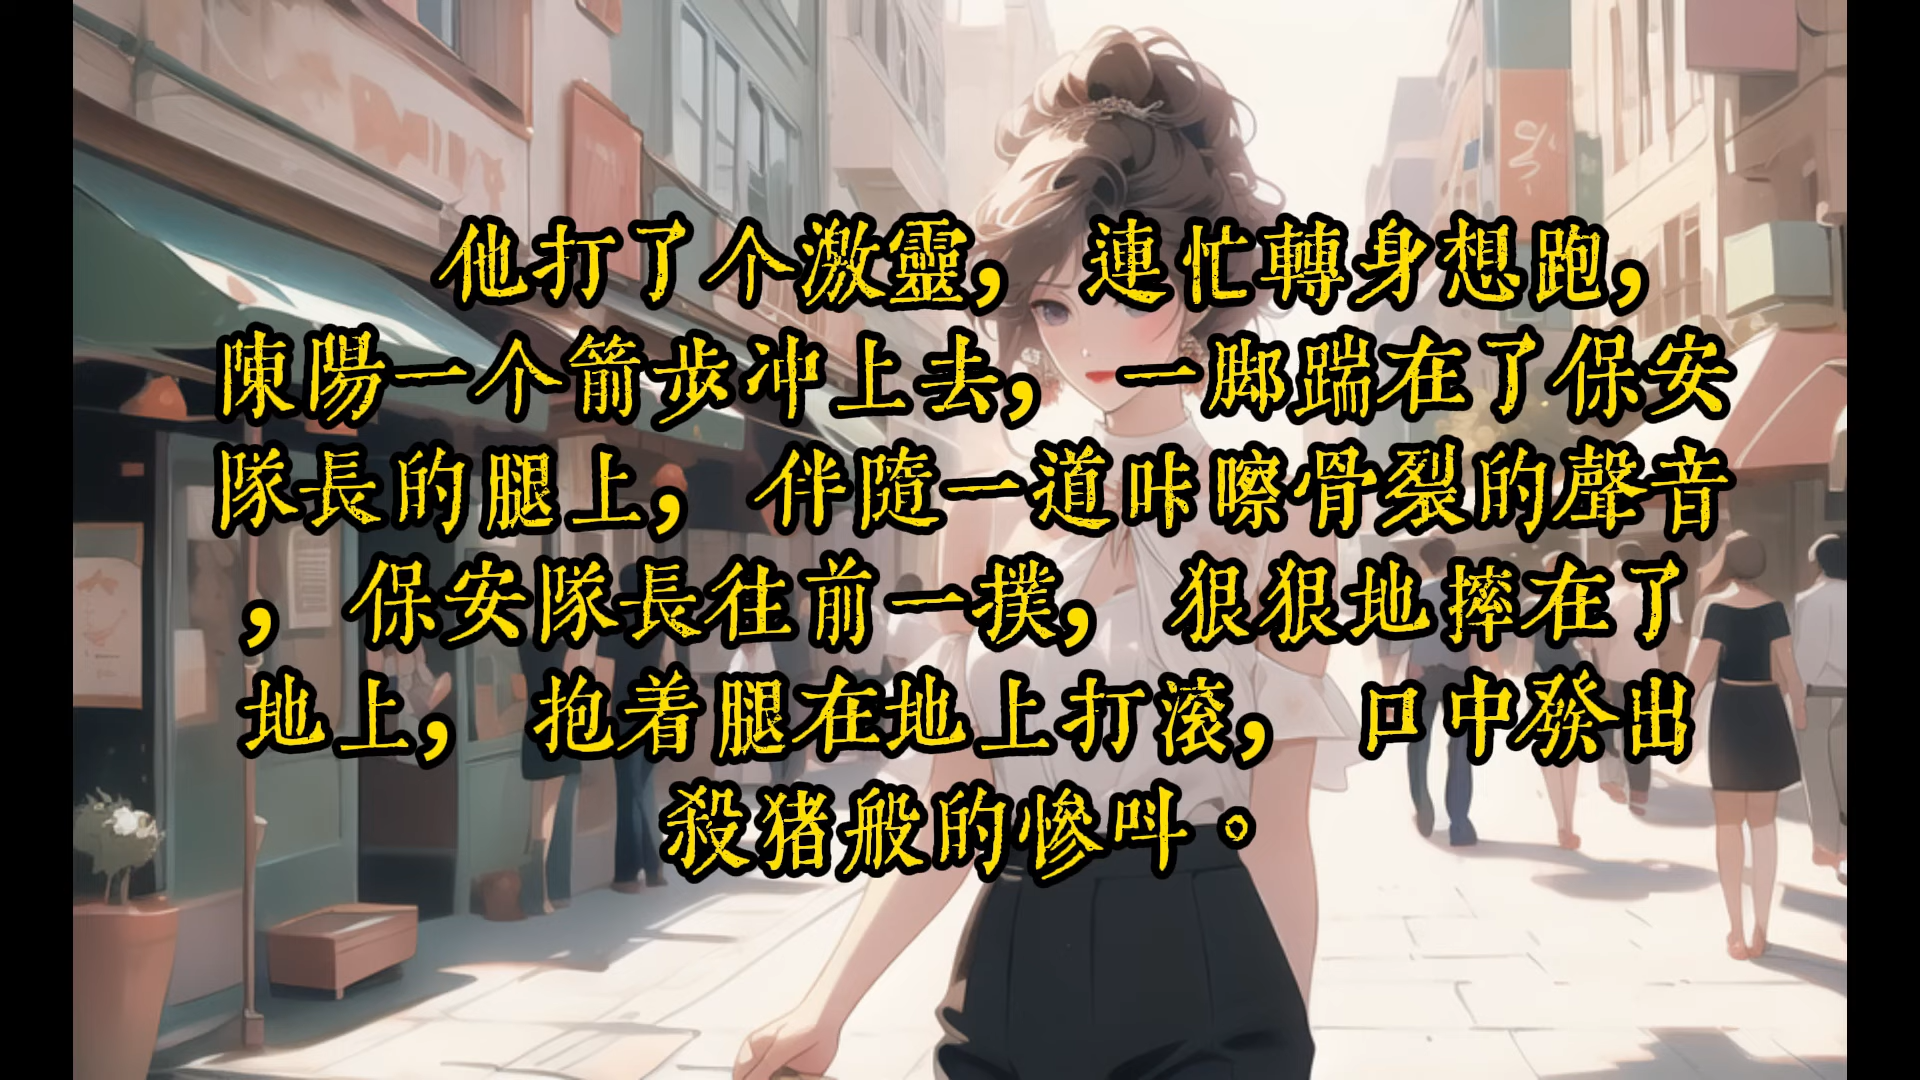 他打了个激靈, 連忙轉身想跑,
陳陽一个箭步冲上去, 一脚踹在了保安
隊長的腿上, 伴隨一道咔嚓骨裂的聲音
, 保安隊長往前一撲, 狠狠地摔在了
地上, 抱着腿在地上打滚, 口中發出
殺猪般的慘叫。